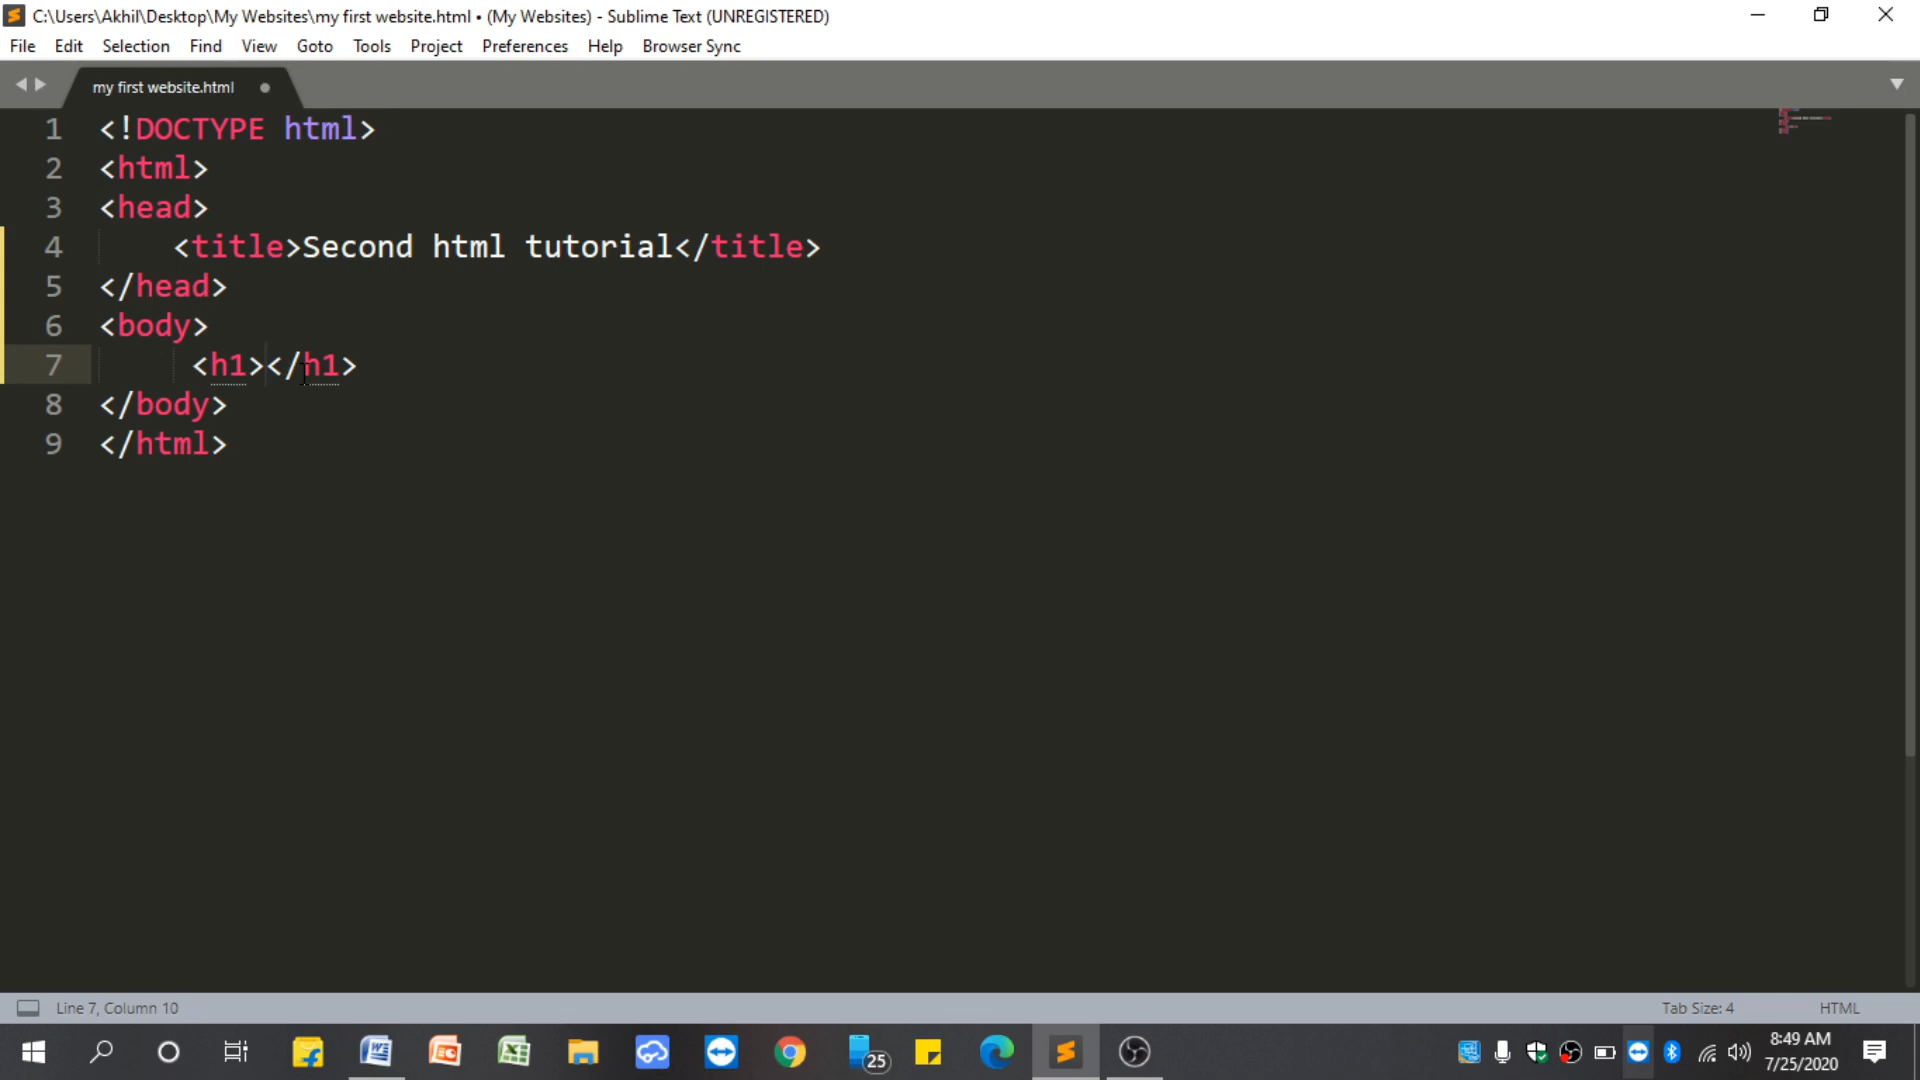 C:\Users\Akhil\Desktop\My Websites\my first website.html • (My Websites) - Sublime Text (UNREGISTERED)
File Edit Selection Find View Goto Tools Project Preferences Help Browser Sync
my first website.html
1 <!DOCTYPE html>
2 <html>
3 <head>
4 <title>Second html tutorial</title>
5 </head>
6 <body>
7 <h1></h1>
8 </body>
9 </html>
Line 7, Column 10 Tab Size: 4 HTML
25
8:49 AM
7/25/2020